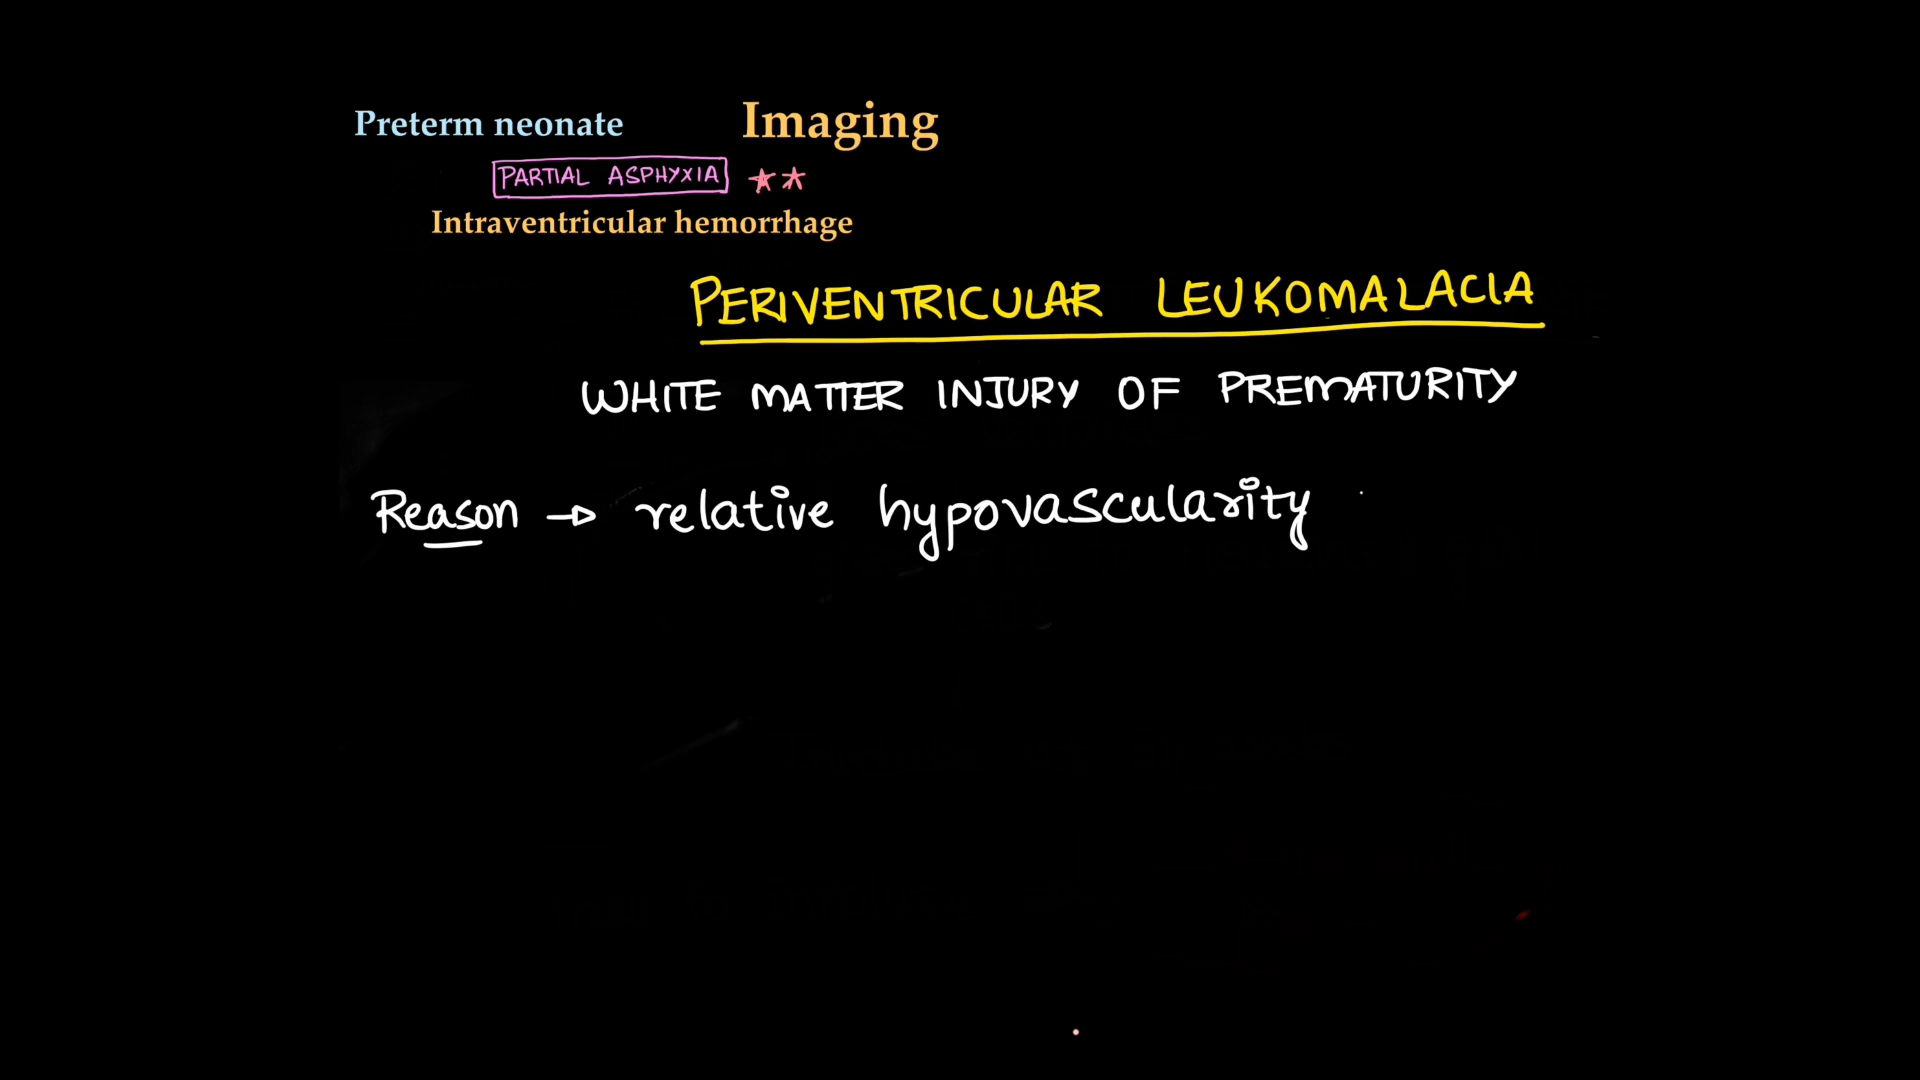 Preterm neonate Imaging
PARTIAL ASPHYXIA
Intraventricular hemorrhage
PERIVENTRICULAR LEUKOMALACIA
WHITE MATTER INJURY OF PREMATURITY
Reason → relative hypovascularity